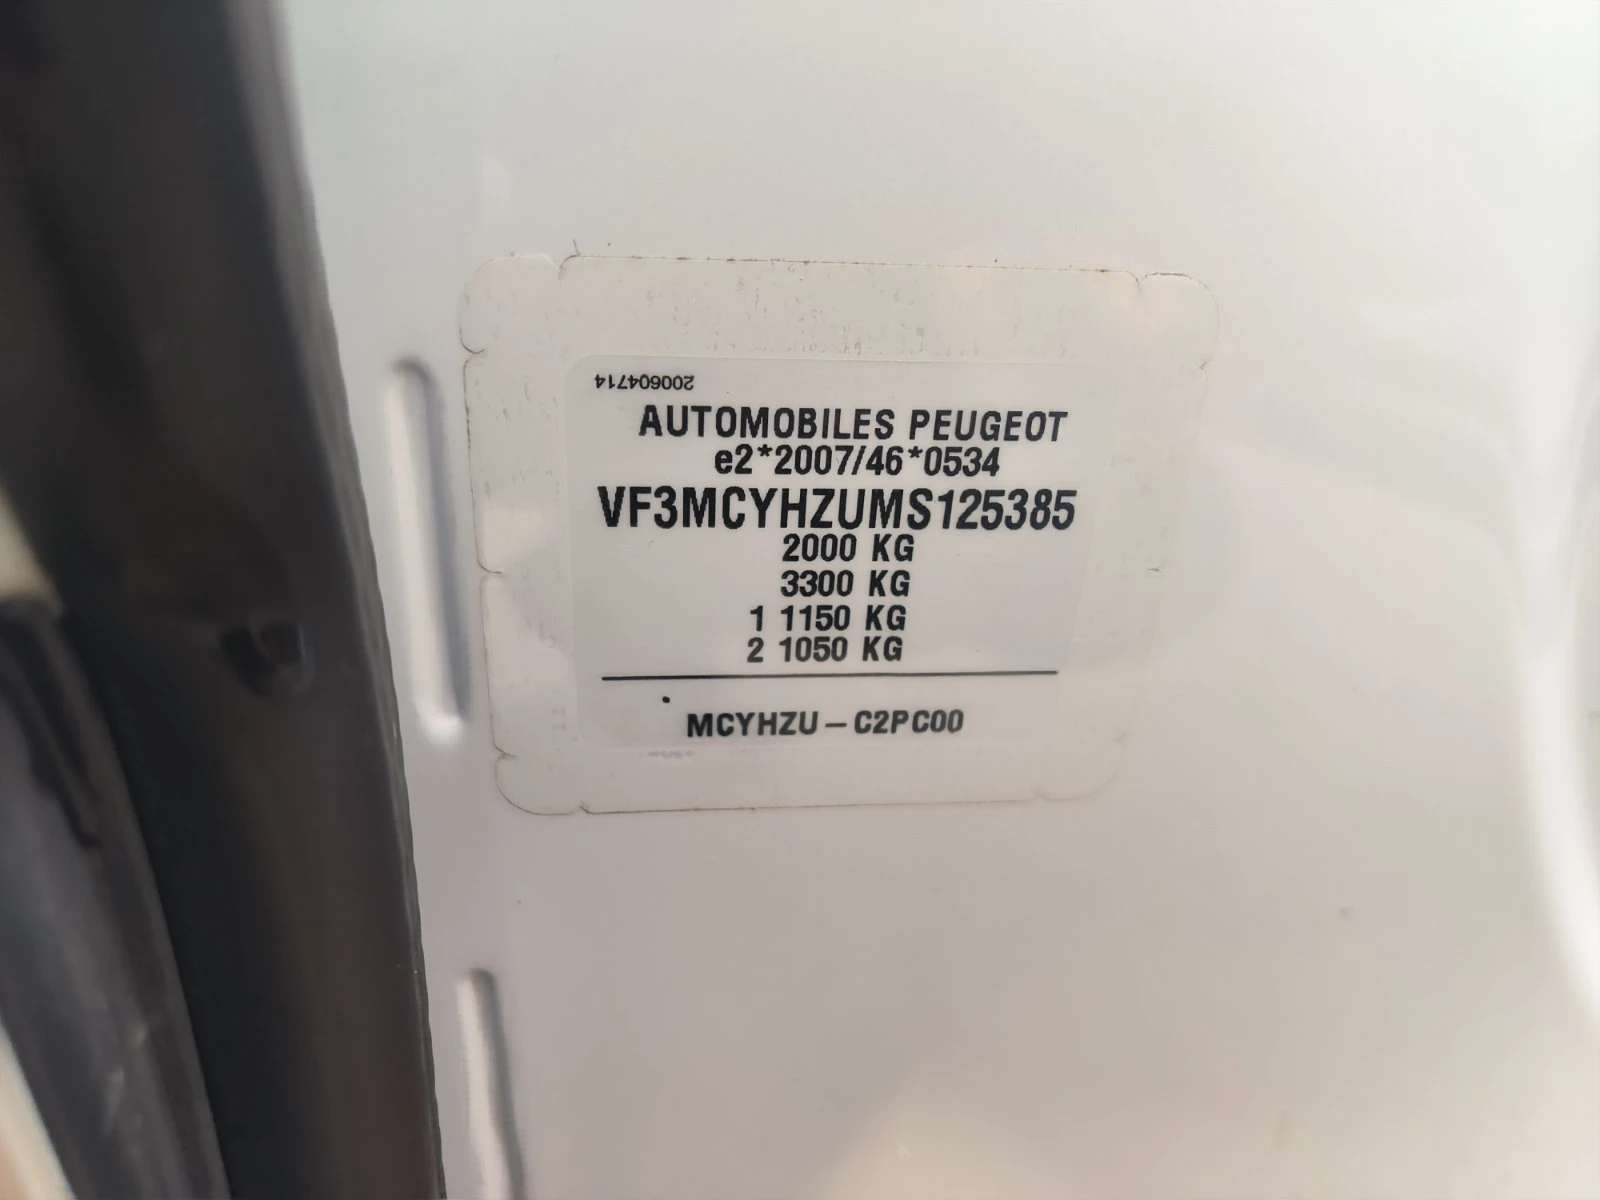 200604714
AUTOMOBILES PEUGEOT
e2*2007/46*0534
VF3MCYHZUMS125385
2000 KG
3300 KG
1 1150 KG
2 1050 KG
MCYHZU – C2PC00